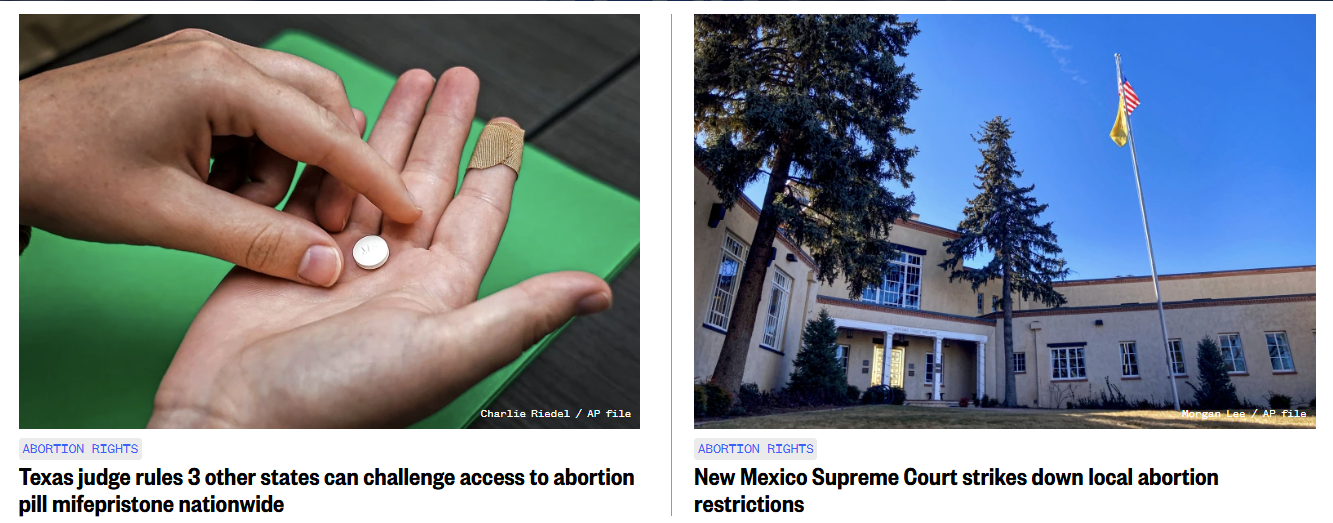 Charlie Riedel / AP file
Morgan Lee / AP file
ABORTION RIGHTS
Texas judge rules 3 other states can challenge access to abortion
pill mifepristone nationwide
ABORTION RIGHTS
New Mexico Supreme Court strikes down local abortion
restrictions